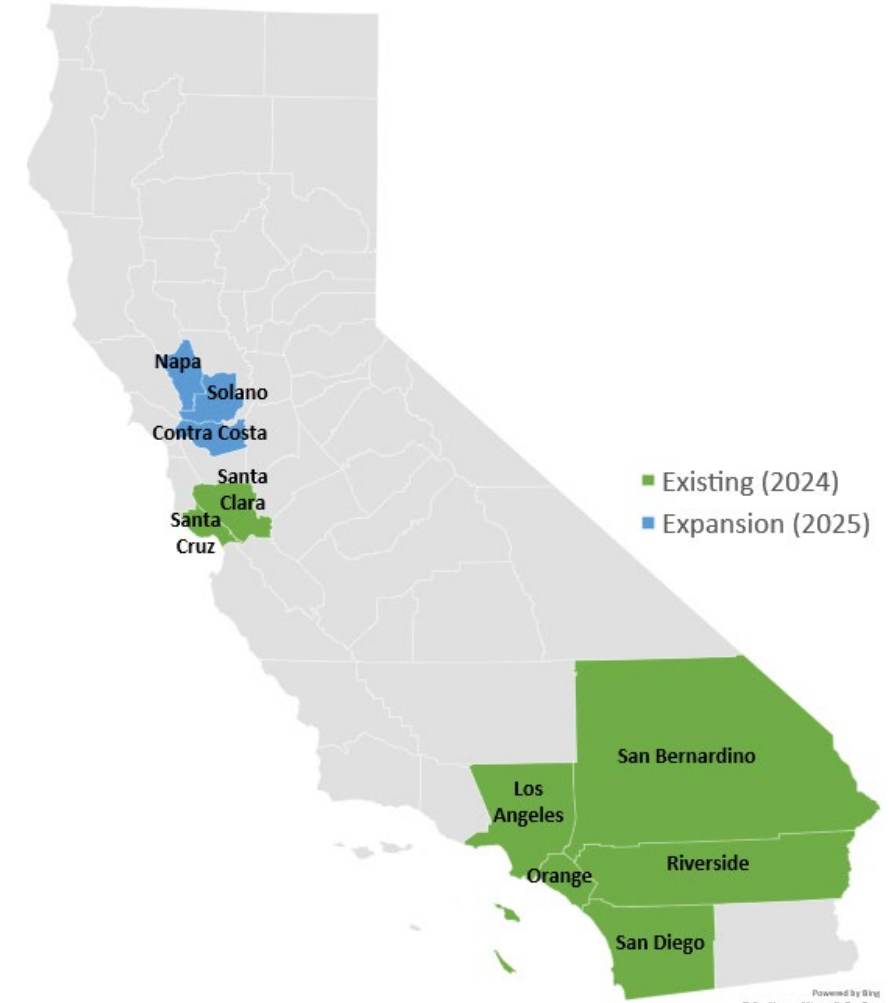 Napa
Solano
Contra Costa
Santa
Clara
Santa
Cruz
Existing (2024)
Expansion (2025)
San Bernardino
Los
Angeles
Riverside
Orange
San Diego
Powered by Bing